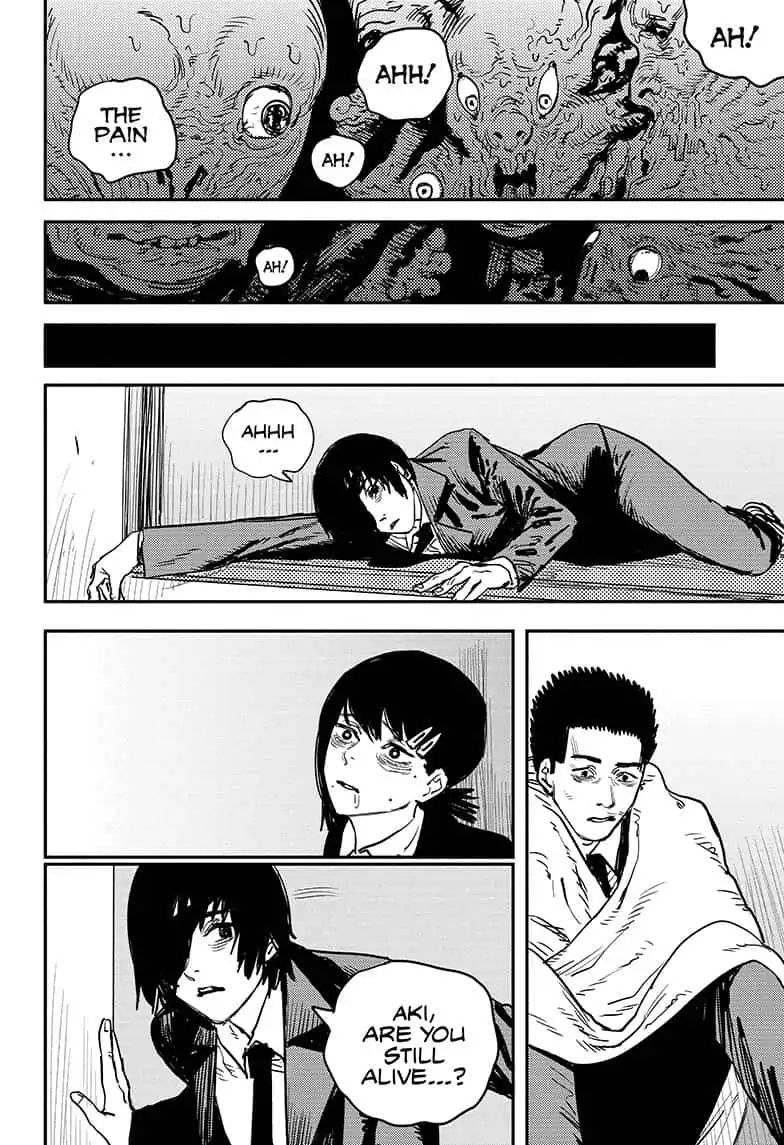 AH!
AHH!
AH!
THE
PAIN
...
AH!
AHHH
...
AKI,
ARE YOU
STILL
ALIVE...?